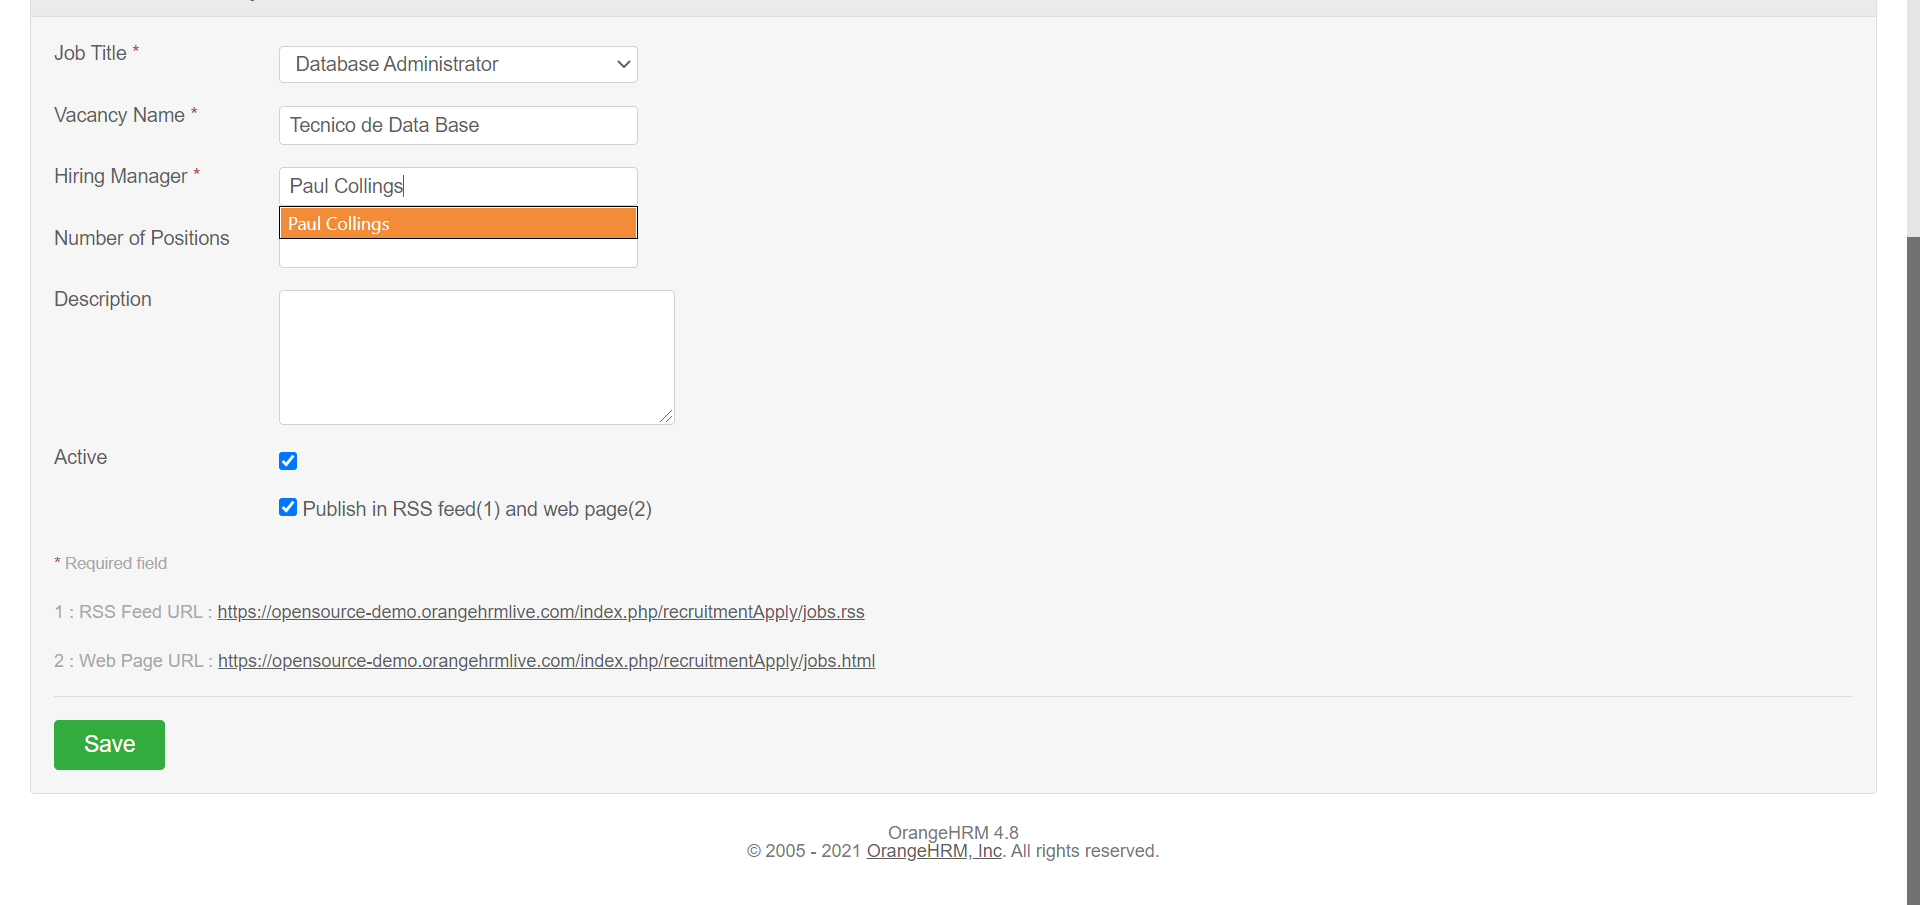 Job Title *
Database Administrator
Vacancy Name *
Tecnico de Data Base
Hiring Manager *
Paul Collings
Paul Collings
Number of Positions
Description
Active
Publish in RSS feed(1) and web page(2)
* Required field
1 : RSS Feed URL : https://opensource-demo.orangehrmlive.com/index.php/recruitmentApply/jobs.rss
2 : Web Page URL : https://opensource-demo.orangehrmlive.com/index.php/recruitmentApply/jobs.html
Save
OrangeHRM 4.8
© 2005 - 2021 OrangeHRM, Inc. All rights reserved.